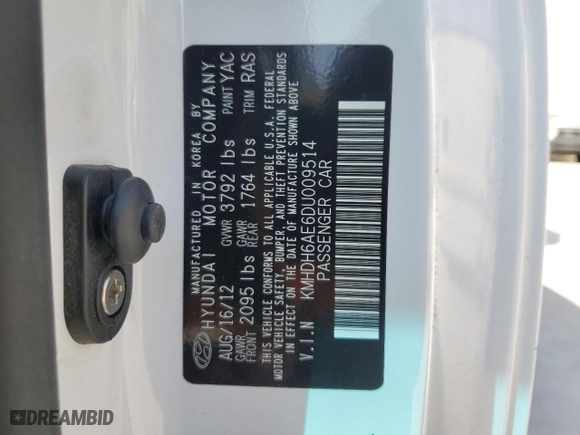 MANUFACTURED IN KOREA BY
HYUNDAI MOTOR COMPANY
AUG/16/12 GVWR 3792 lbs PAINT YAC
GAWR FRONT 2095 lbs GAWR REAR 1764 lbs TRIM RAS
THIS VEHICLE CONFORMS TO ALL APPLICABLE U.S.A. FEDERAL
MOTOR VEHICLE SAFETY, BUMPER, AND THEFT PREVENTION STANDARDS
IN EFFECT ON THE DATE OF MANUFACTURE SHOWN ABOVE
V.I.N KMHDH6AE6DU009514
PASSENGER CAR
DREAMBID